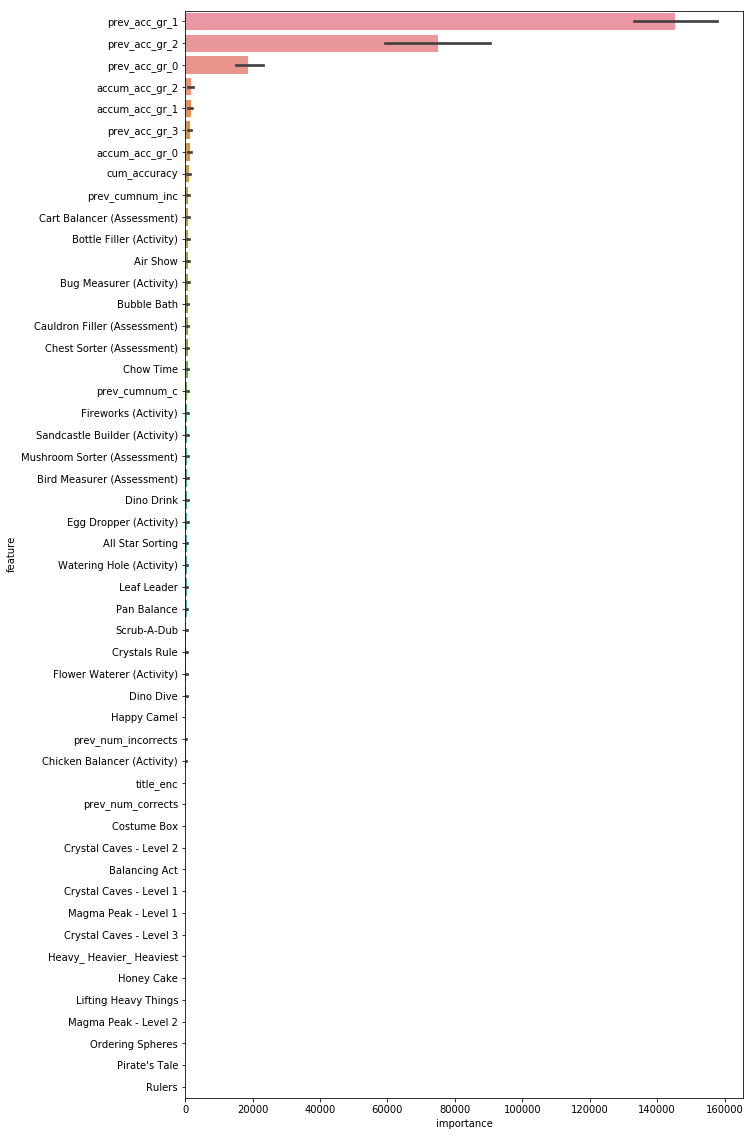 prev_acc_gr_1
prev_acc_gr_2
prev_acc_gr_0
accum_acc_gr_2
accum_acc_gr_1
prev_acc_gr_3
accum_acc_gr_0
cum_accuracy
prev_cumnum_inc
Cart Balancer (Assessment)
Bottle Filler (Activity)
Air Show
Bug Measurer (Activity)
Bubble Bath
Cauldron Filler (Assessment)
Chest Sorter (Assessment)
Chow Time
prev_cumnum_c
Fireworks (Activity)
Sandcastle Builder (Activity)
Mushroom Sorter (Assessment)
Bird Measurer (Assessment)
Dino Drink
Egg Dropper (Activity)
All Star Sorting
Watering Hole (Activity)
Leaf Leader
Pan Balance
Scrub-A-Dub
Crystals Rule
Flower Waterer (Activity)
Dino Dive
Happy Camel
prev_num_incorrects
Chicken Balancer (Activity)
title_enc
prev_num_corrects
Costume Box
Crystal Caves - Level 2
Balancing Act
Crystal Caves - Level 1
Magma Peak - Level 1
Crystal Caves - Level 3
Heavy_ Heavier_ Heaviest
Honey Cake
Lifting Heavy Things
Magma Peak - Level 2
Ordering Spheres
Pirate's Tale
Rulers
feature
0 20000 40000 60000 80000 100000 120000 140000 160000
importance